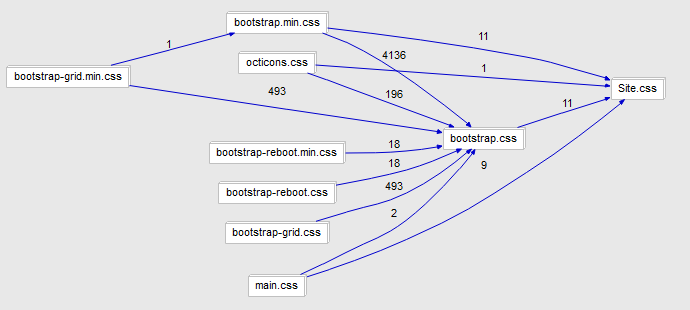 bootstrap.min.css
11
1
4136
octicons.css
1
bootstrap-grid.min.css
Site.css
493
196
11
bootstrap.css
18
bootstrap-reboot.min.css
18
9
bootstrap-reboot.css
493
2
bootstrap-grid.css
main.css